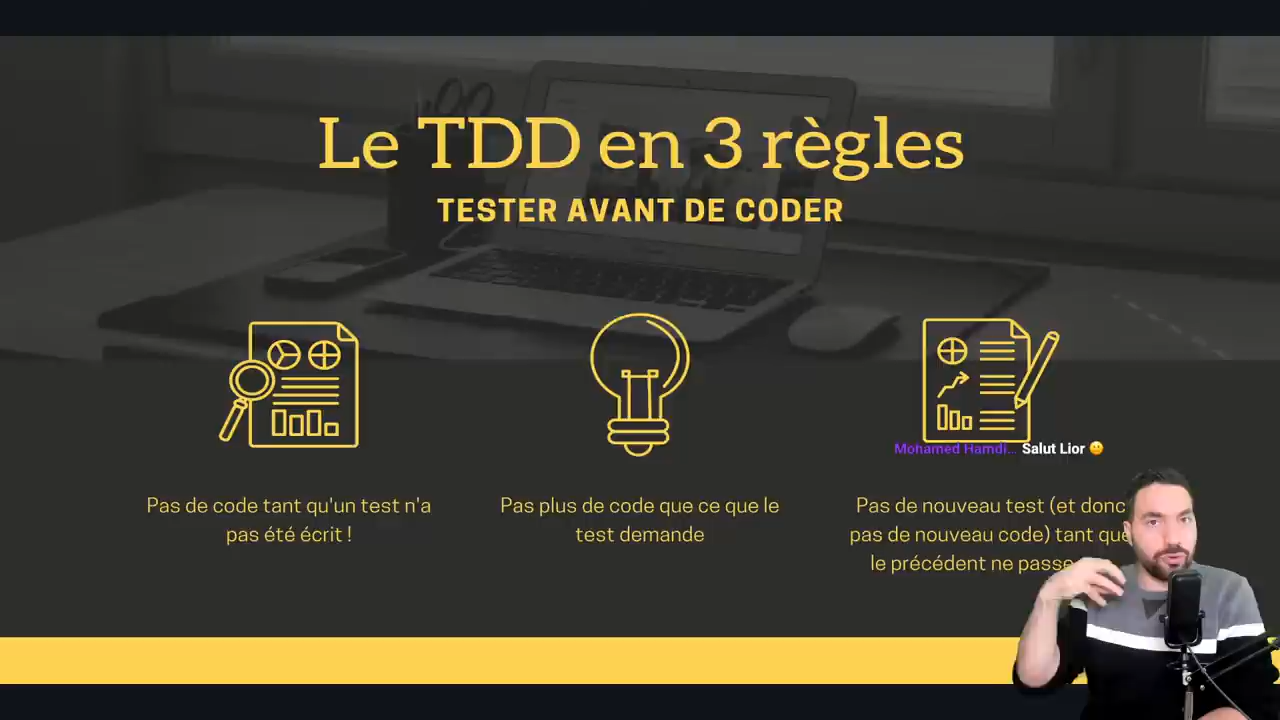 Le TDD en 3 règles
TESTER AVANT DE CODER
Mohamed Hamdi... Salut Lior 🙂
Pas de code tant qu'un test n'a
pas été écrit !
Pas plus de code que ce que le
test demande
Pas de nouveau test (et donc
pas de nouveau code) tant que
le précédent ne passe